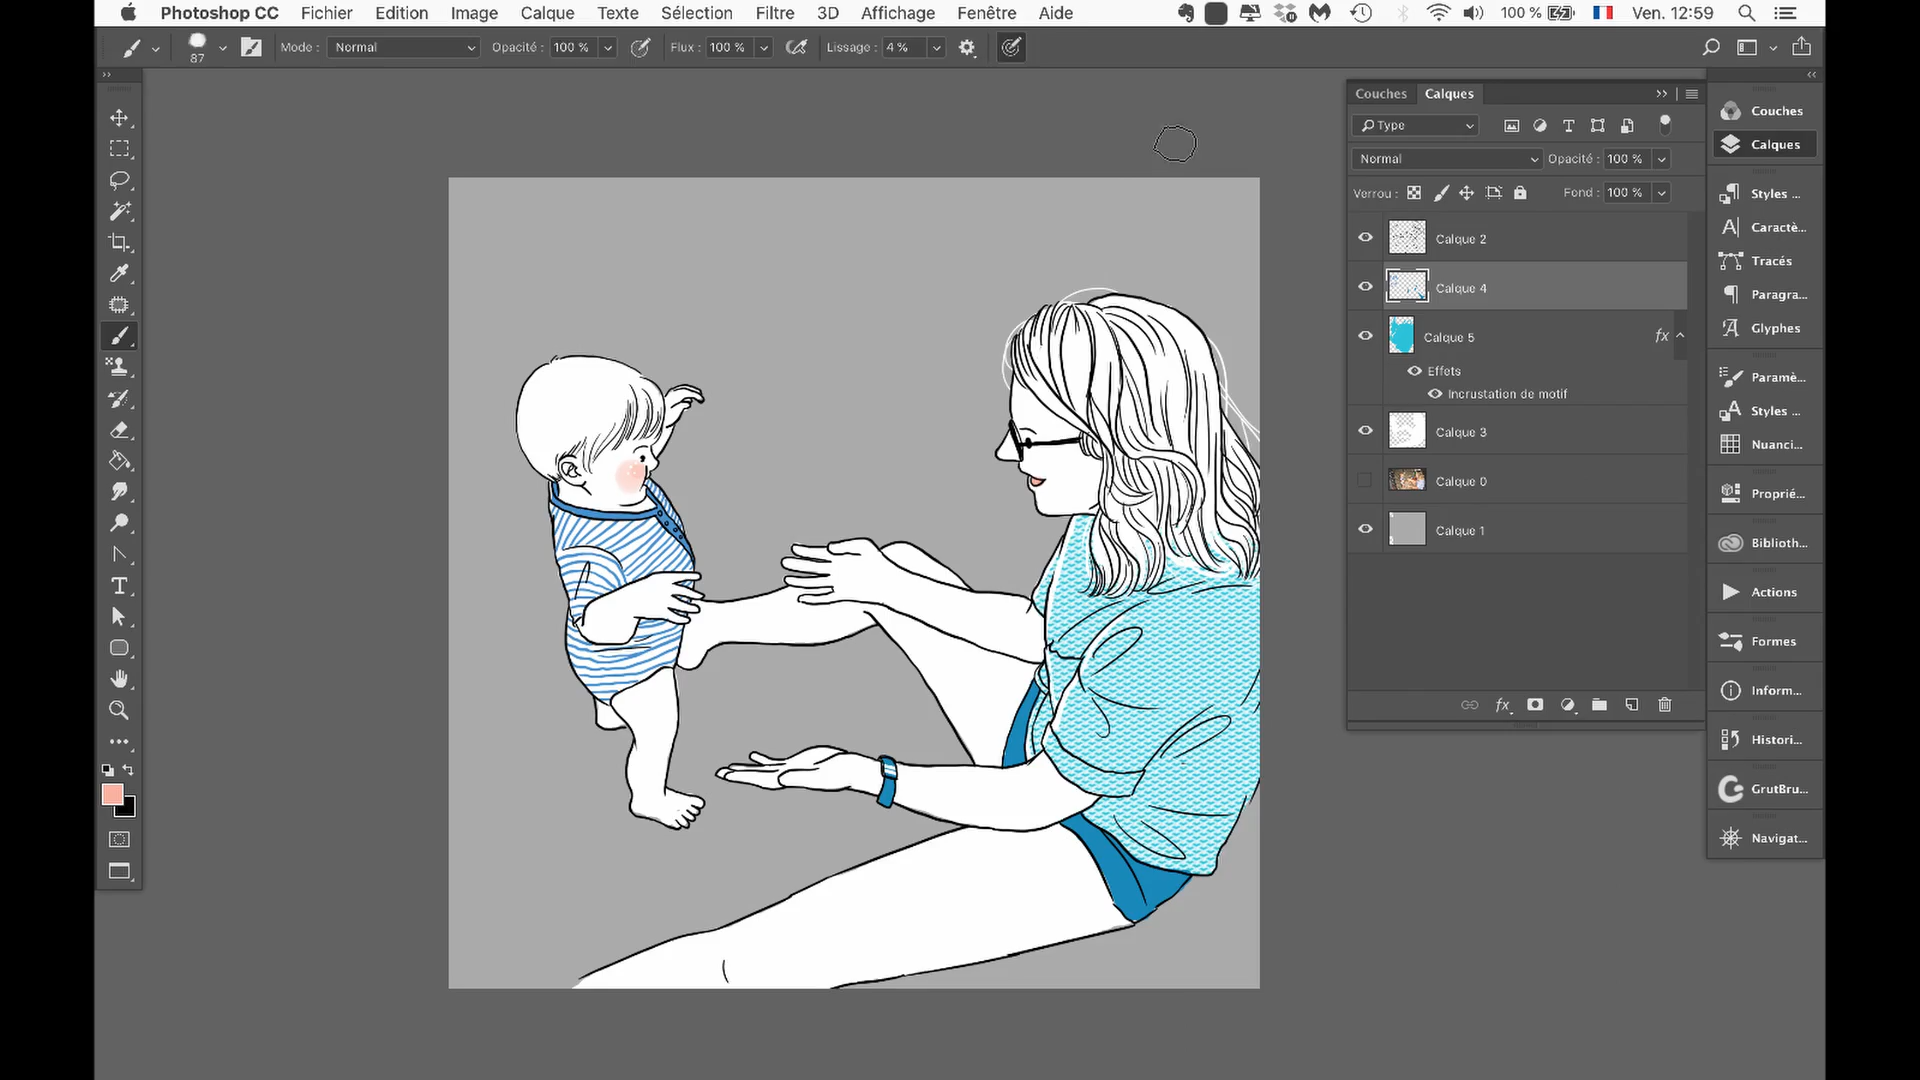 Photoshop CC Fichier Edition Image Calque Texte Sélection Filtre 3D Affichage Fenêtre Aide 100 % Ven. 12:59
87 Mode : Normal Opacité : 100 % Flux : 100 % Lissage : 4 %
Couches Calques
Type
Normal Opacité : 100 %
Verrou : Fond : 100 %
Calque 2
Calque 4
Calque 5 fx
Effets
Incrustation de motif
Calque 3
Calque 0
Calque 1
fx
Couches
Calques
Styles ...
Caractè...
Tracés
Paragra...
Glyphes
Paramè...
Styles ...
Nuanci...
Proprié...
Biblioth...
Actions
Formes
Inform...
Histori...
GrutBru...
Navigat...